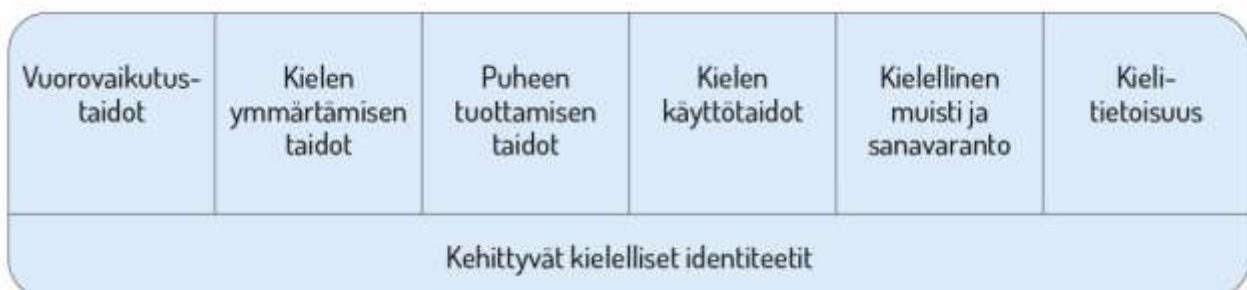 Vuorovaikutus-
taidot
Kielen
ymmärtämisen
taidot
Puheen
tuottamisen
taidot
Kielen
käyttötaidot
Kielellinen
muisti ja
sanavaranto
Kieli-
tietoisuus
Kehittyvät kielelliset identiteetit